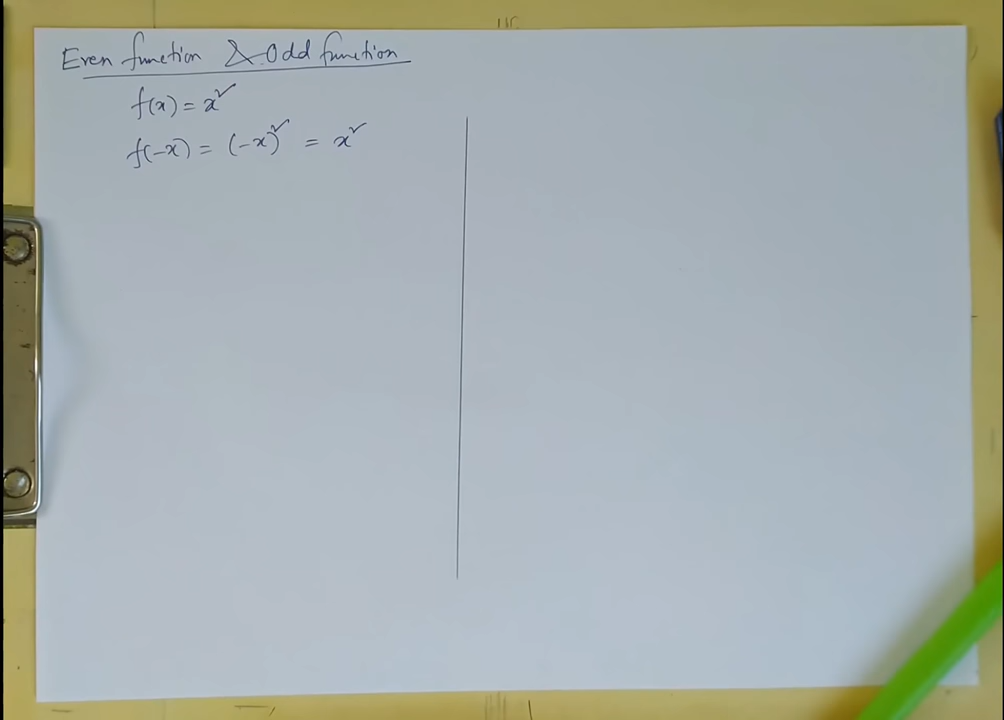 Even function & Odd function
f(x) = x²
f(-x) = (-x)² = x²